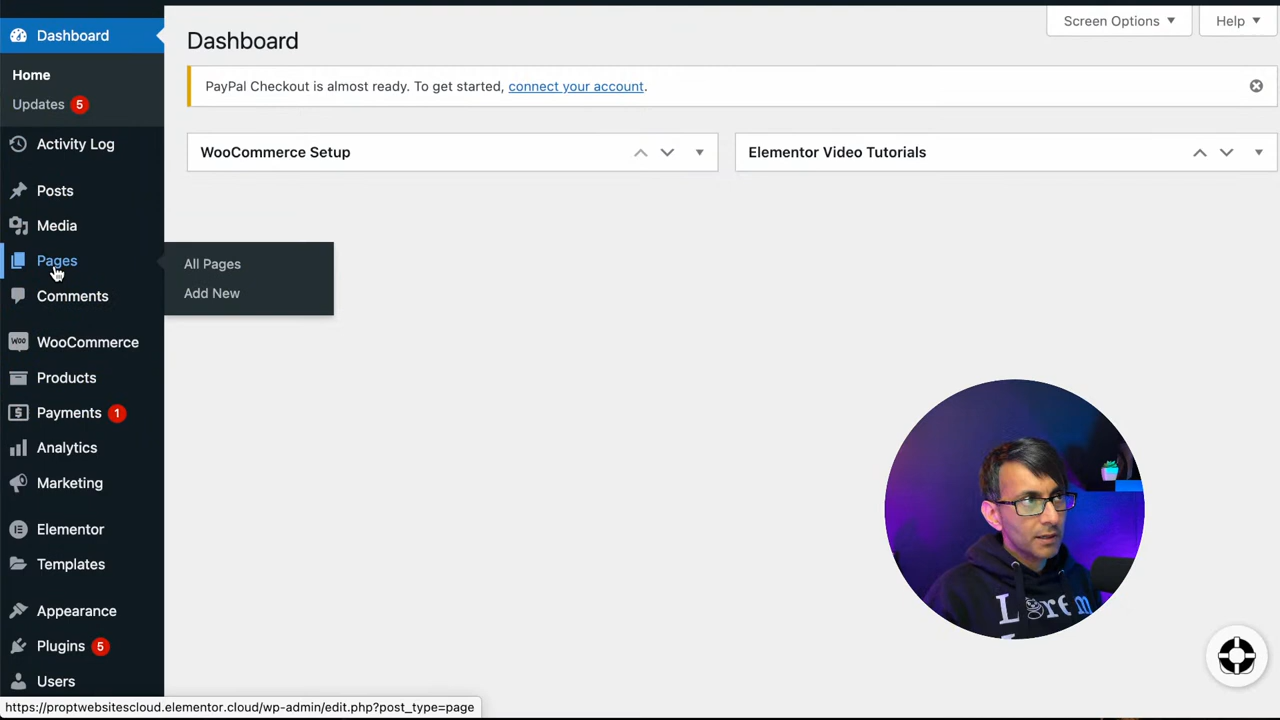 Dashboard
Home
Updates 5
Activity Log
Posts
Media
Pages
Comments
WooCommerce
Products
Payments 1
Analytics
Marketing
Elementor
Templates
Appearance
Plugins 5
Users
All Pages
Add New
Screen Options
Help
Dashboard
PayPal Checkout is almost ready. To get started, connect your account.
WooCommerce Setup
Elementor Video Tutorials
https://proptwebsitescloud.elementor.cloud/wp-admin/edit.php?post_type=page